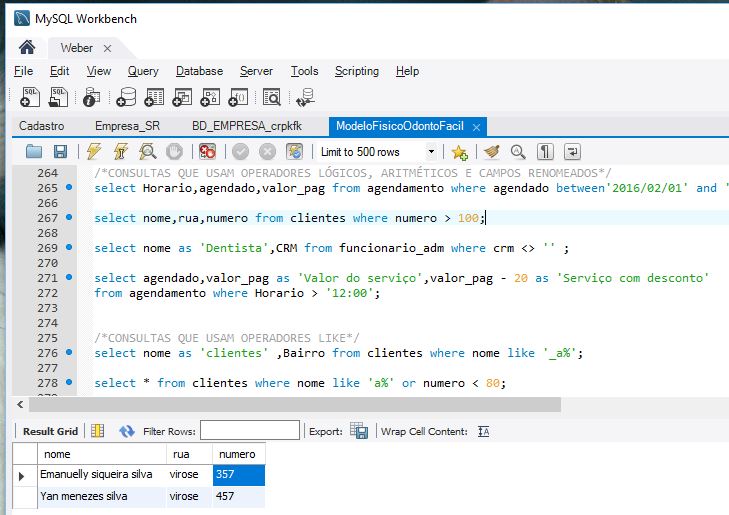 MySQL Workbench
Weber
File Edit View Query Database Server Tools Scripting Help
SQL SQL
Cadastro Empresa_SR BD_EMPRESA_crpkfk ModeloFisicoOdontoFacil
Limit to 500 rows
264 /*CONSULTAS QUE USAM OPERADORES LÓGICOS, ARITMÉTICOS E CAMPOS RENOMEADOS*/
265 select Horario,agendado,valor_pag from agendamento where agendado between'2016/02/01' and '
266
267 select nome,rua,numero from clientes where numero > 100;
268
269 select nome as 'Dentista',CRM from funcionario_adm where crm <> '' ;
270
271 select agendado,valor_pag as 'Valor do serviço',valor_pag - 20 as 'Serviço com desconto'
272 from agendamento where Horario > '12:00';
273
274
275 /*CONSULTAS QUE USAM OPERADORES LIKE*/
276 select nome as 'clientes' ,Bairro from clientes where nome like '_a%';
277
278 select * from clientes where nome like 'a%' or numero < 80;
Result Grid Filter Rows: Export: Wrap Cell Content: IA
nome rua numero
Emanuelly siqueira silva virose 357
Yan menezes silva virose 457